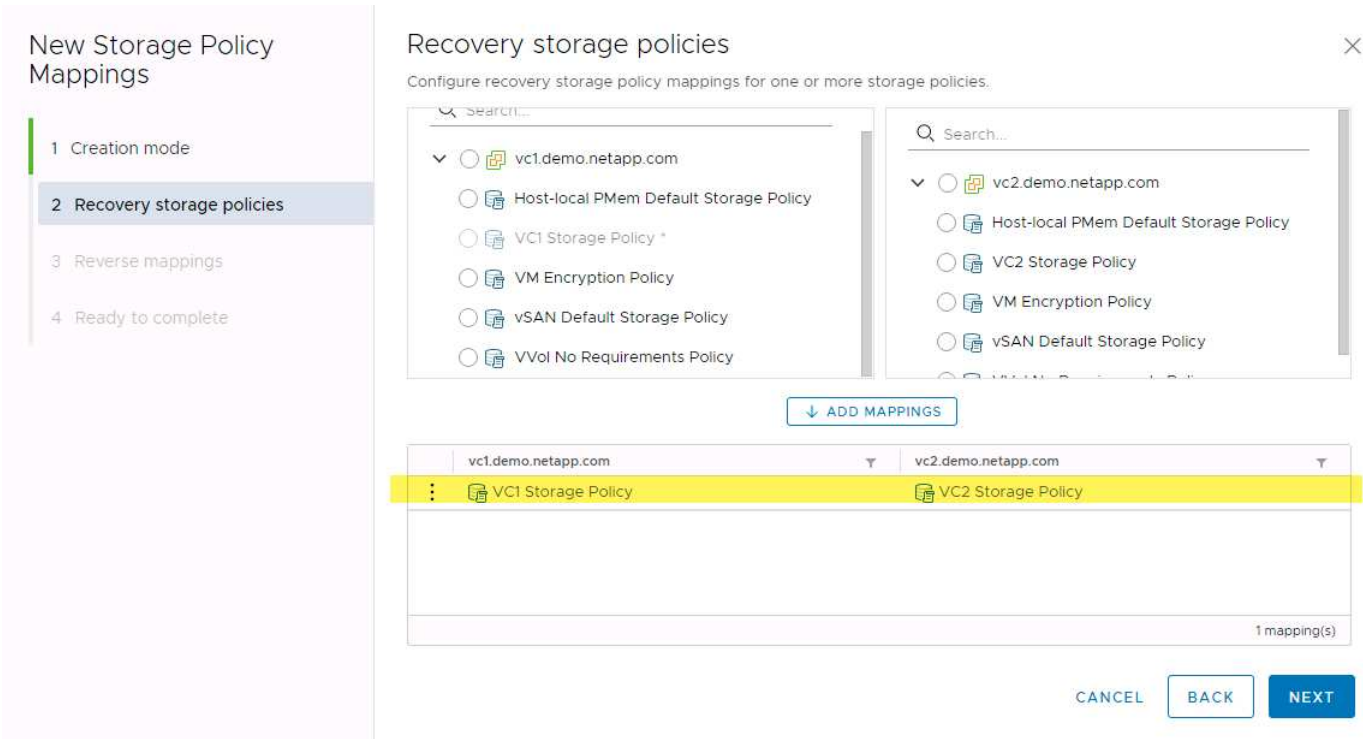 New Storage Policy
Mappings
1 Creation mode
2 Recovery storage policies
3 Reverse mappings
4 Ready to complete
Recovery storage policies
Configure recovery storage policy mappings for one or more storage policies.
Search...
vc1.demo.netapp.com
Host-local PMem Default Storage Policy
VC1 Storage Policy *
VM Encryption Policy
vSAN Default Storage Policy
VVol No Requirements Policy
Search...
vc2.demo.netapp.com
Host-local PMem Default Storage Policy
VC2 Storage Policy
VM Encryption Policy
vSAN Default Storage Policy
ADD MAPPINGS
vc1.demo.netapp.com vc2.demo.netapp.com
VC1 Storage Policy VC2 Storage Policy
1 mapping(s)
CANCEL BACK NEXT